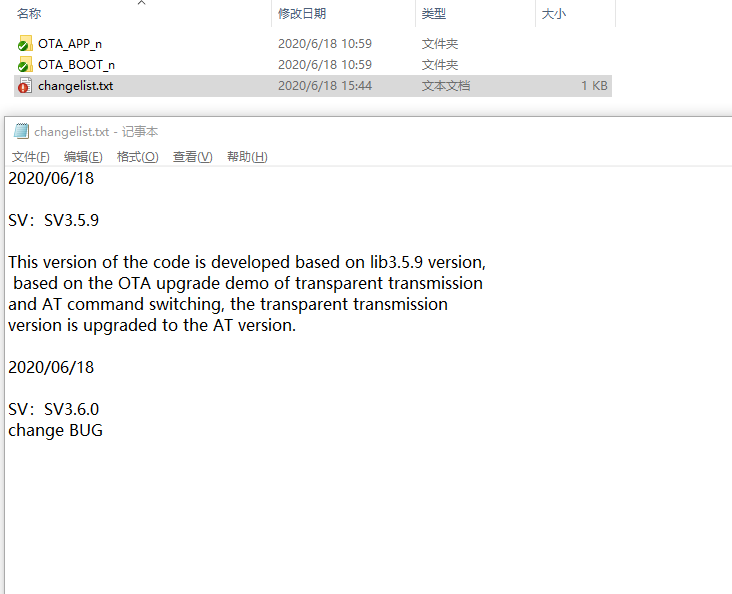 名称 修改日期 类型 大小
OTA_APP_n 2020/6/18 10:59 文件夹
OTA_BOOT_n 2020/6/18 10:59 文件夹
changelist.txt 2020/6/18 15:44 文本文档 1 KB
changelist.txt - 记事本
文件(F) 编辑(E) 格式(O) 查看(V) 帮助(H)
2020/06/18
SV：SV3.5.9
This version of the code is developed based on lib3.5.9 version,
based on the OTA upgrade demo of transparent transmission
and AT command switching, the transparent transmission
version is upgraded to the AT version.
2020/06/18
SV：SV3.6.0
change BUG